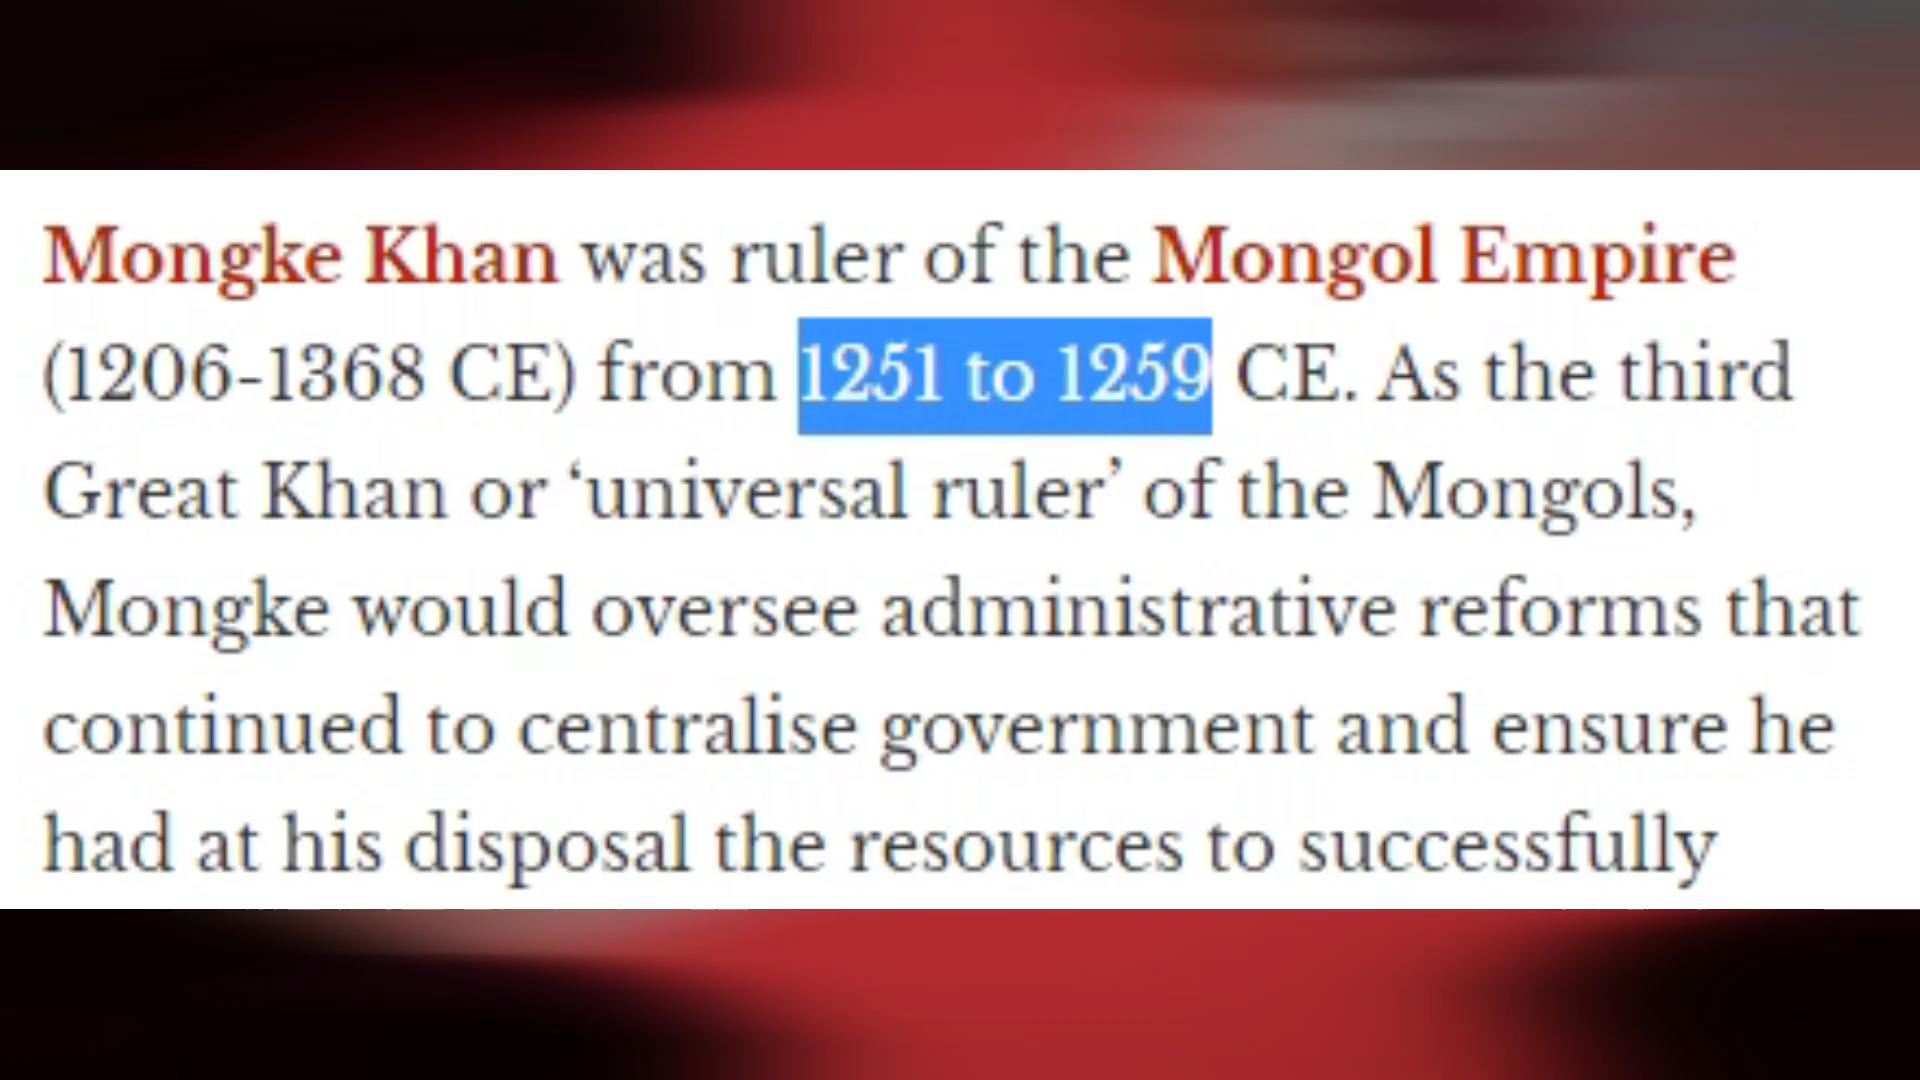 Mongke Khan was ruler of the Mongol Empire
(1206-1368 CE) from 1251 to 1259 CE. As the third
Great Khan or ‘universal ruler’ of the Mongols,
Mongke would oversee administrative reforms that
continued to centralise government and ensure he
had at his disposal the resources to successfully